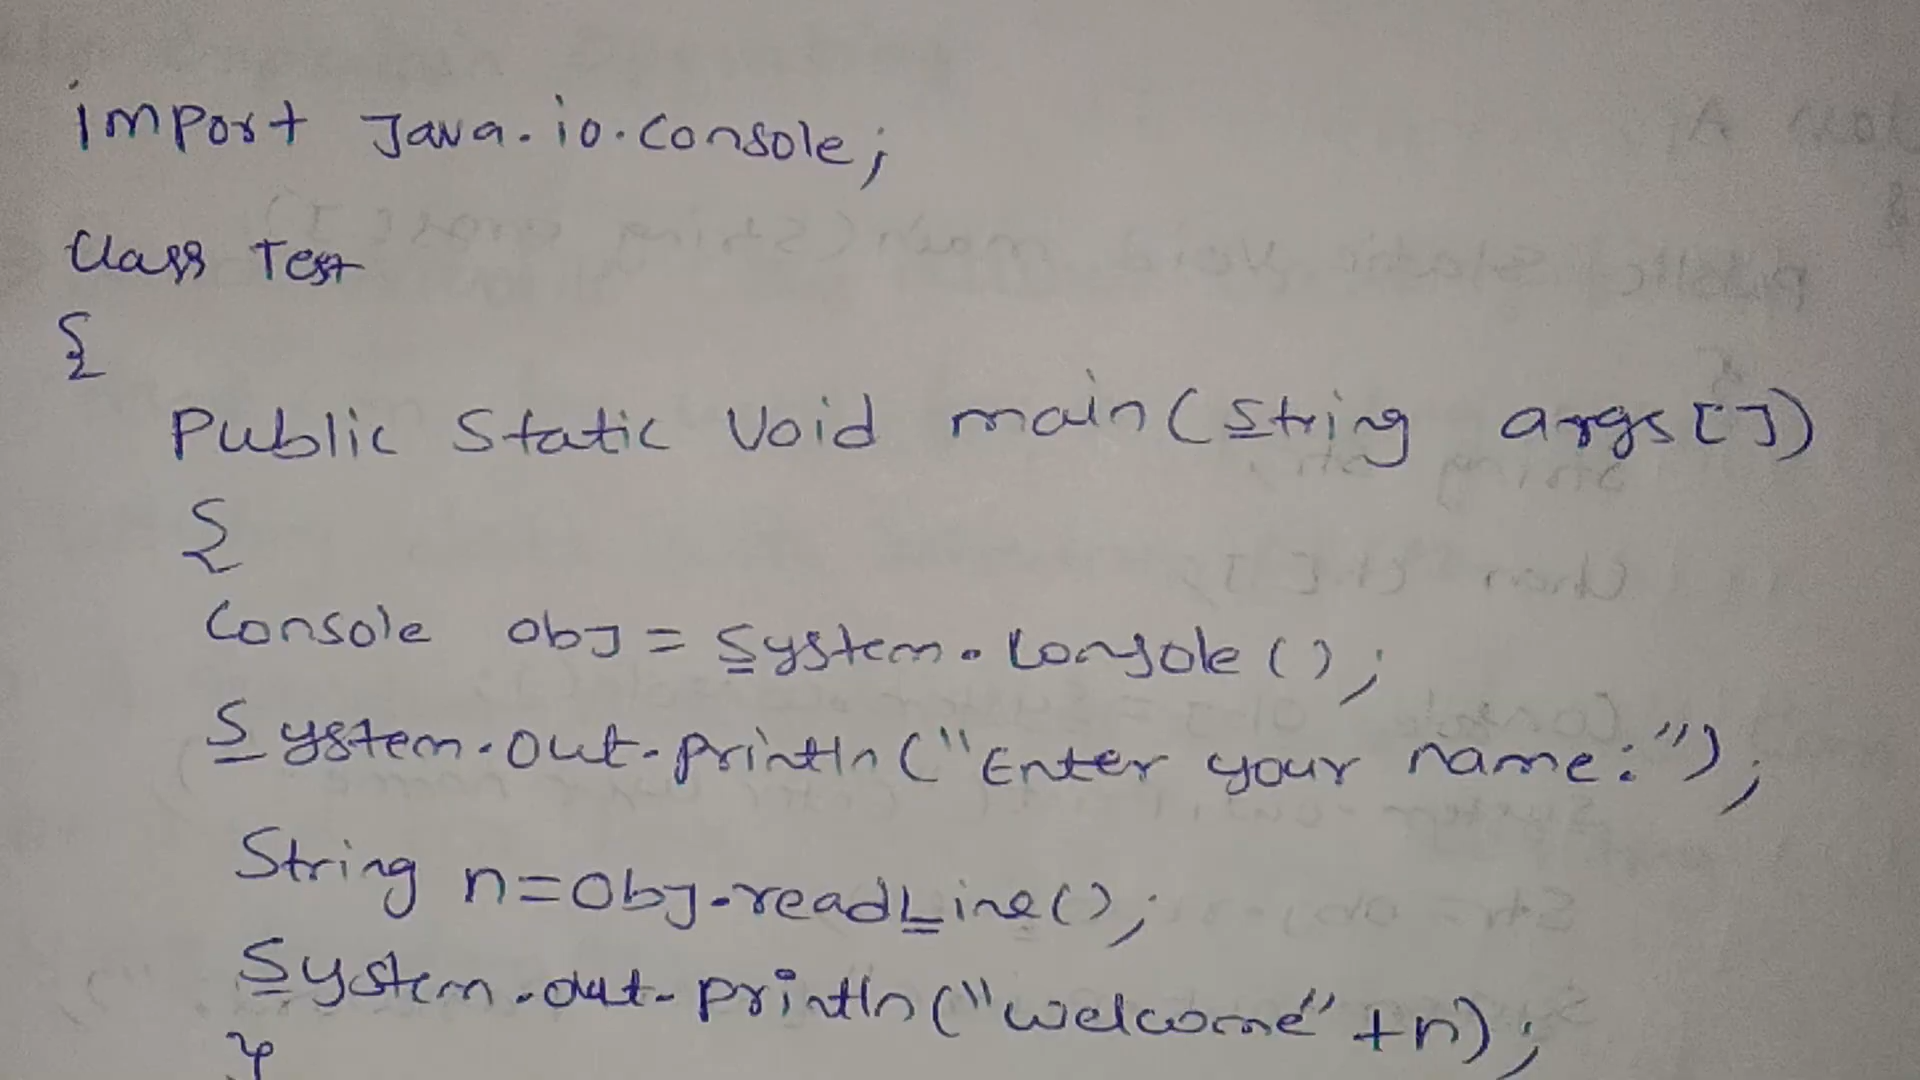 import Java.io.Console;
Class Test
{
Public Static Void main(String args[])
{
Console obj = System.Console();
System.out.println("Enter your name:");
String n=obj.readLine();
System.out.println("welcome"+n);
}